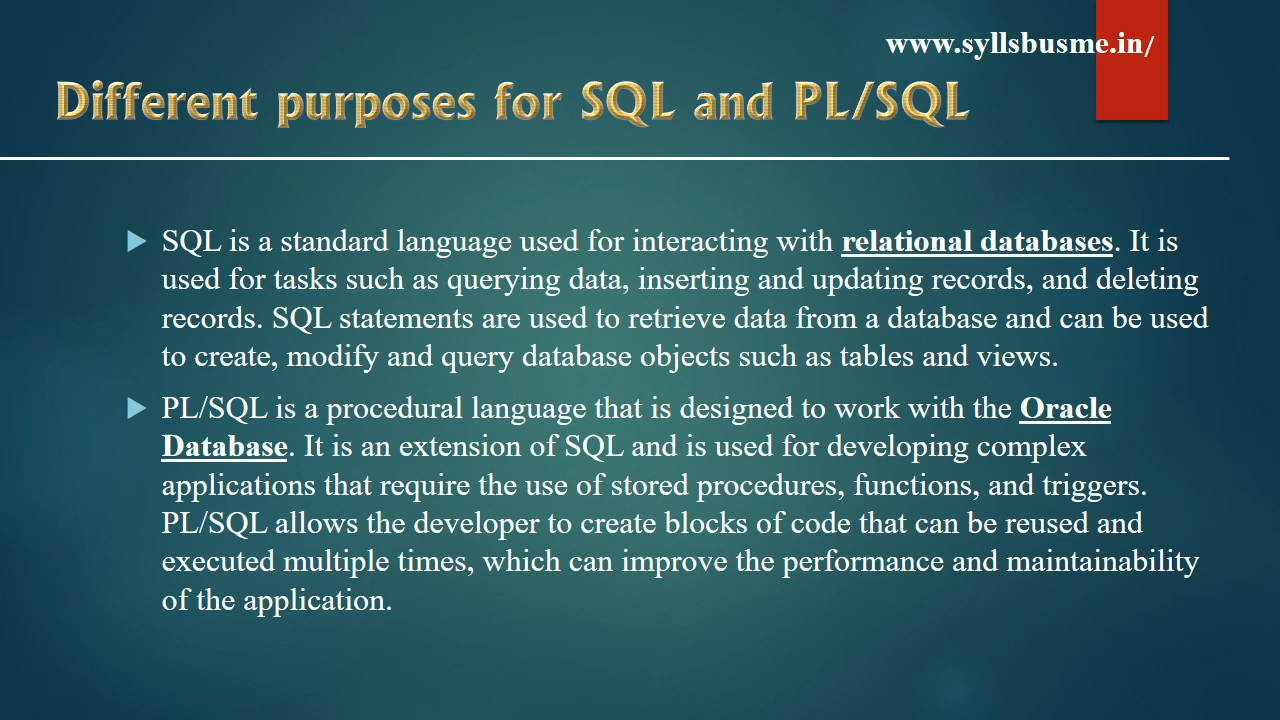 www.syllsbusme.in/
Different purposes for SQL and PL/SQL
SQL is a standard language used for interacting with relational databases. It is
used for tasks such as querying data, inserting and updating records, and deleting
records. SQL statements are used to retrieve data from a database and can be used
to create, modify and query database objects such as tables and views.
PL/SQL is a procedural language that is designed to work with the Oracle
Database. It is an extension of SQL and is used for developing complex
applications that require the use of stored procedures, functions, and triggers.
PL/SQL allows the developer to create blocks of code that can be reused and
executed multiple times, which can improve the performance and maintainability
of the application.